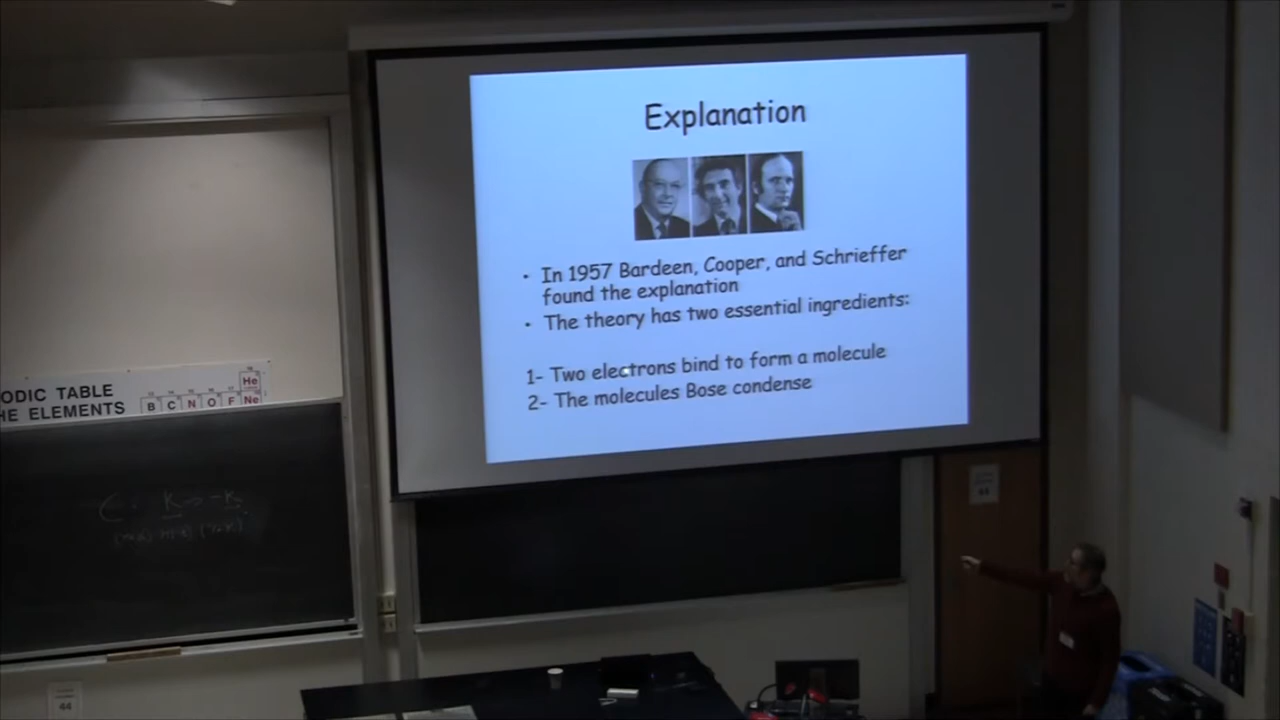 Explanation
• In 1957 Bardeen, Cooper, and Schrieffer
found the explanation
• The theory has two essential ingredients:
1- Two electrons bind to form a molecule
2- The molecules Bose condense
ODIC TABLE
HE ELEMENTS
He
B C N O F Ne
44